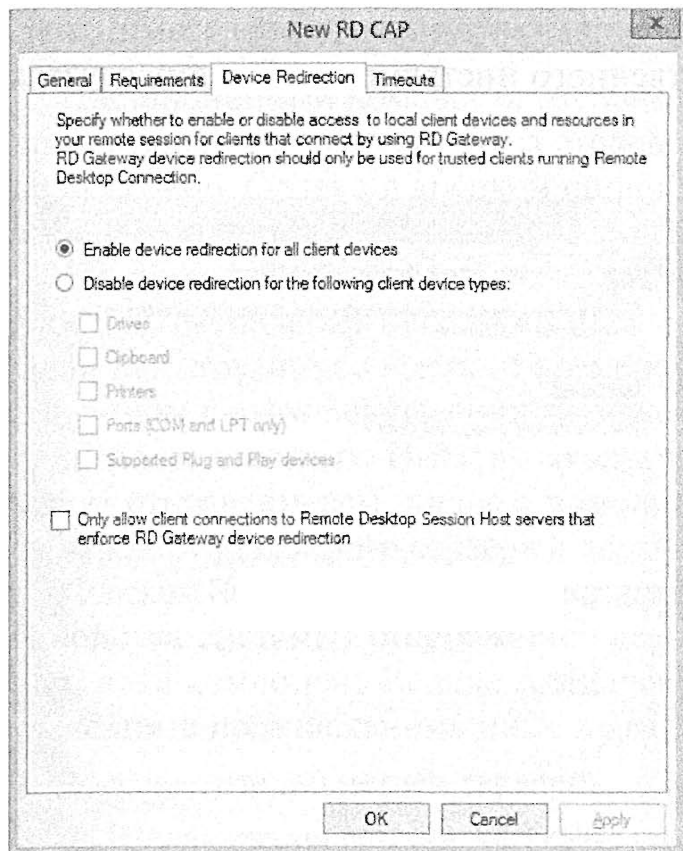 New RD CAP
X
General Requirements Device Redirection Timeouts
Specify whether to enable or disable access to local client devices and resources in
your remote session for clients that connect by using RD Gateway.
RD Gateway device redirection should only be used for trusted clients running Remote
Desktop Connection.
Enable device redirection for all client devices
Disable device redirection for the following client device types:
Drives
Clipboard
Printers
Ports (COM and LPT only)
Supported Plug and Play devices
Only allow client connections to Remote Desktop Session Host servers that
enforce RD Gateway device redirection
OK Cancel Apply